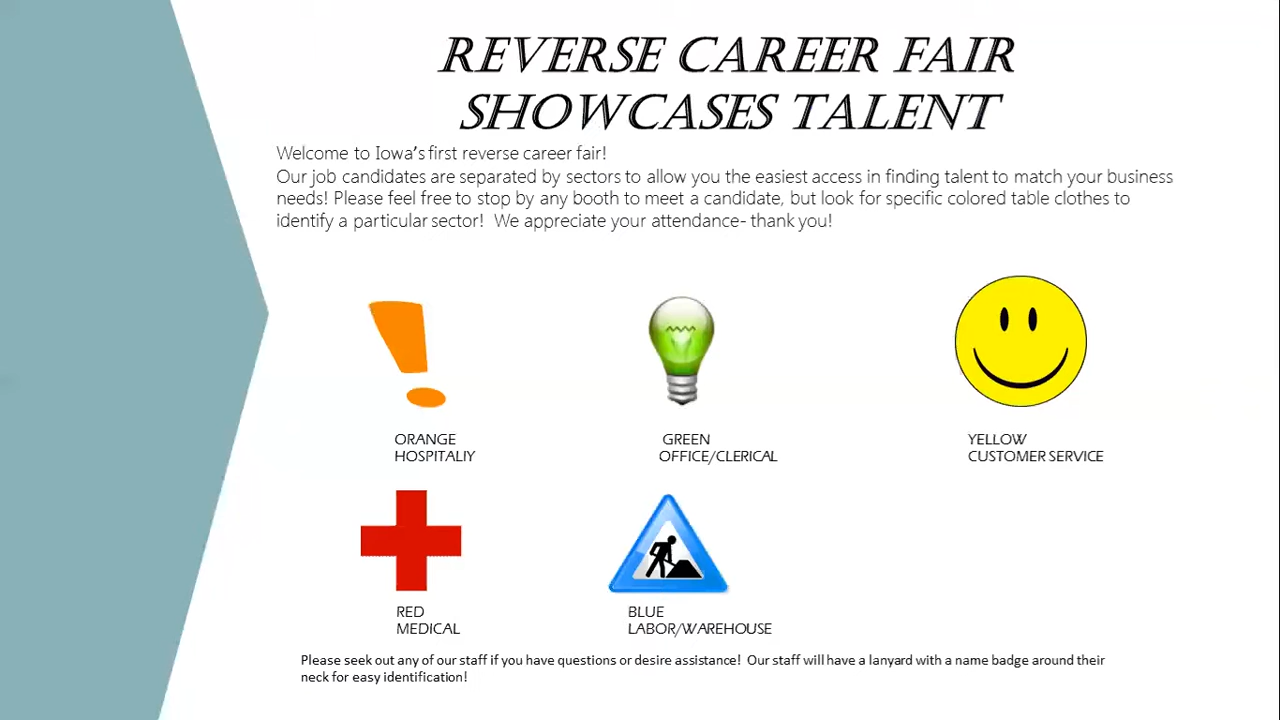 REVERSE CAREER FAIR
SHOWCASES TALENT
Welcome to Iowa's first reverse career fair!
Our job candidates are separated by sectors to allow you the easiest access in finding talent to match your business
needs! Please feel free to stop by any booth to meet a candidate, but look for specific colored table clothes to
identify a particular sector!  We appreciate your attendance- thank you!
ORANGE
HOSPITALIY
GREEN
OFFICE/CLERICAL
YELLOW
CUSTOMER SERVICE
RED
MEDICAL
BLUE
LABOR/WAREHOUSE
Please seek out any of our staff if you have questions or desire assistance!  Our staff will have a lanyard with a name badge around their
neck for easy identification!